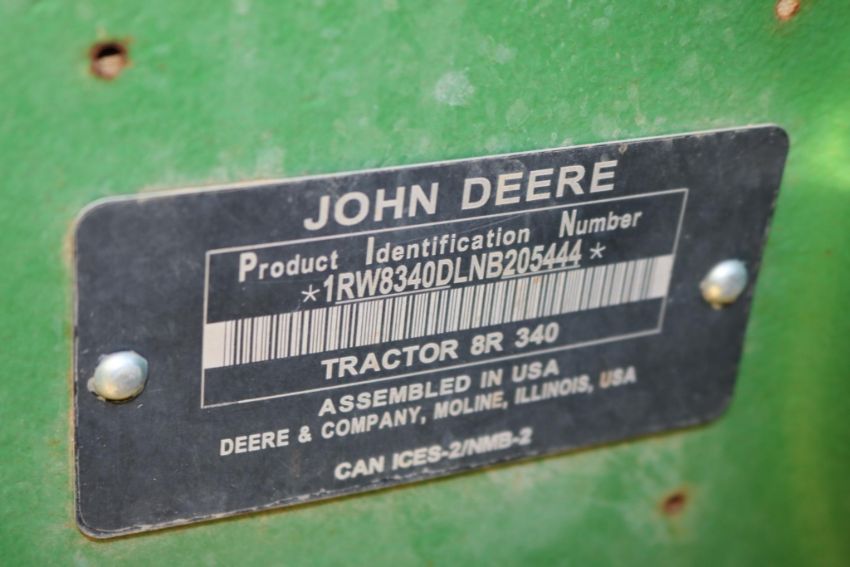 JOHN DEERE
Product Identification Number
*1RW8340DLNB205444*
TRACTOR 8R 340
ASSEMBLED IN USA
DEERE & COMPANY, MOLINE, ILLINOIS, USA
CAN ICES-2/NMB-2